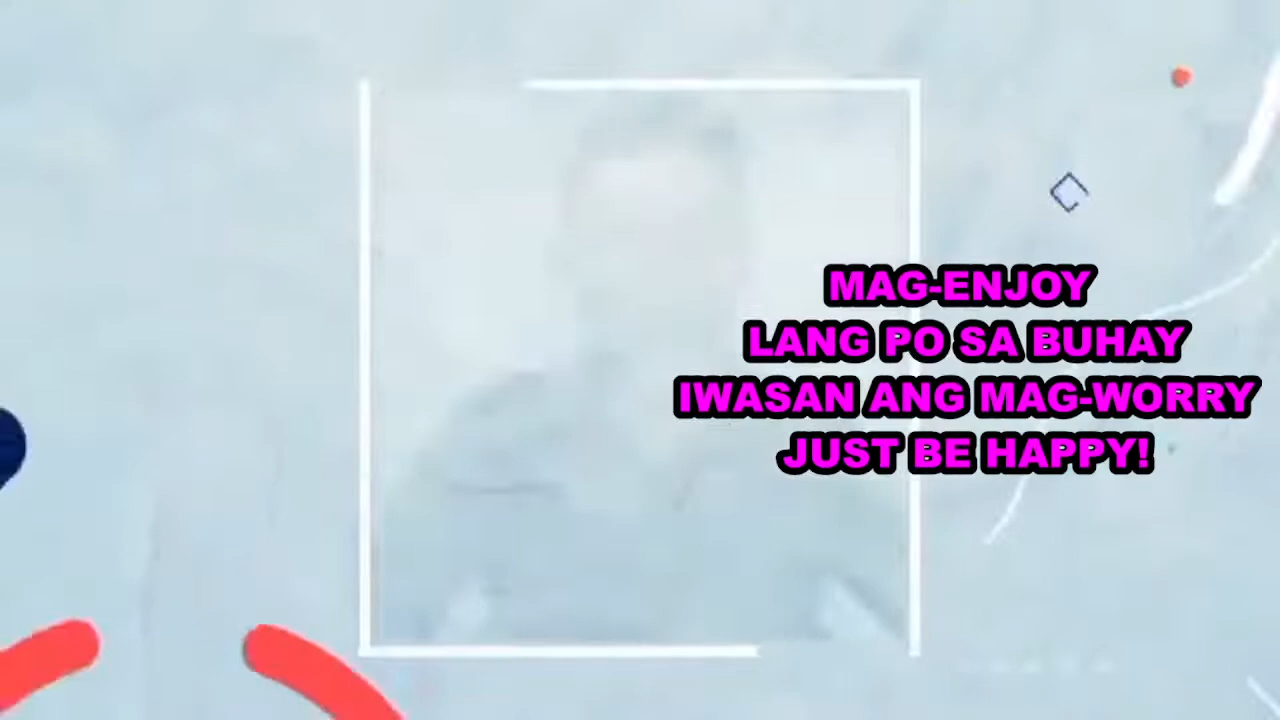 MAG-ENJOY
LANG PO SA BUHAY
IWASAN ANG MAG-WORRY
JUST BE HAPPY!